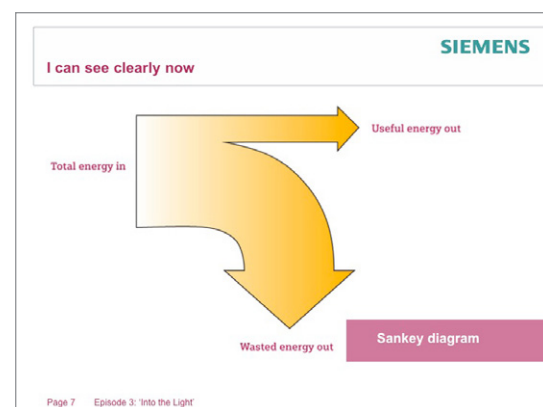 SIEMENS
I can see clearly now
Useful energy out
Total energy in
Sankey diagram
Wasted energy out
Page 7 Episode 3: 'Into the Light'